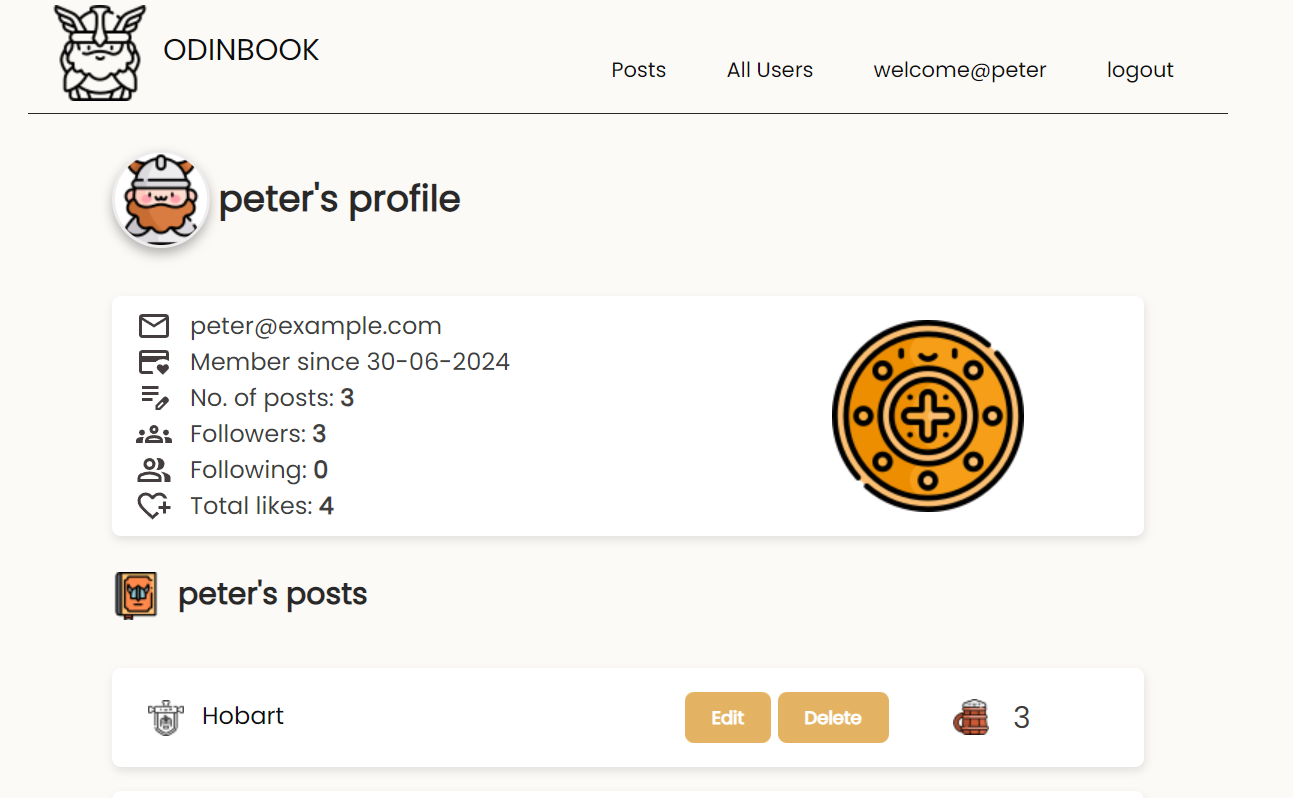 ODINBOOK
Posts All Users welcome@peter logout
peter's profile
peter@example.com
Member since 30-06-2024
No. of posts: 3
Followers: 3
Following: 0
Total likes: 4
peter's posts
Hobart Edit Delete 3